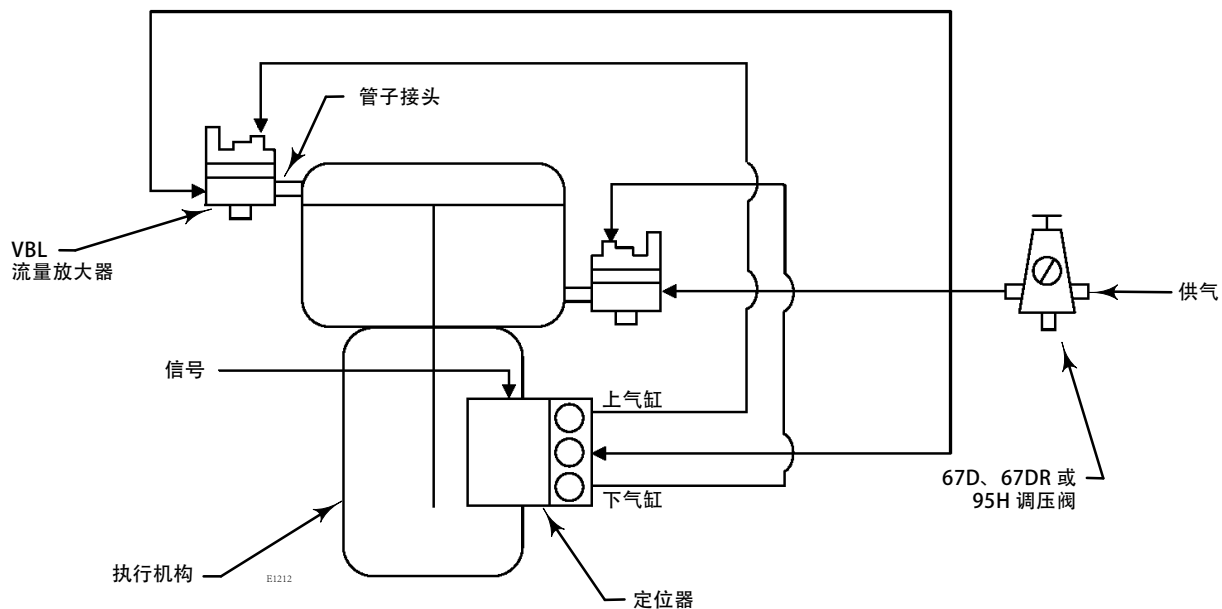 管子接头
VBL
流量放大器
供气
信号
上气缸
67D、67DR 或
95H 调压阀
下气缸
执行机构
E1212
定位器